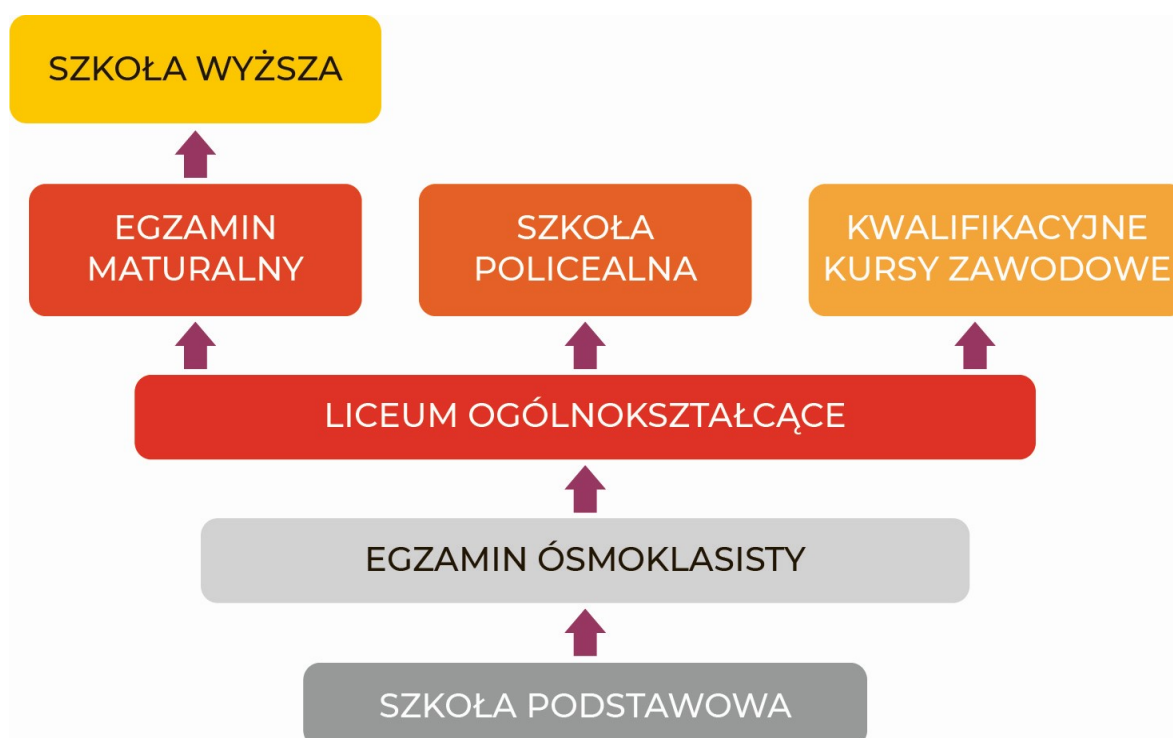 SZKOŁA WYŻSZA
EGZAMIN
MATURALNY
SZKOŁA
POLICEALNA
KWALIFIKACYJNE
KURSY ZAWODOWE
LICEUM OGÓLNOKSZTAŁCĄCE
EGZAMIN ÓSMOKLASISTY
SZKOŁA PODSTAWOWA